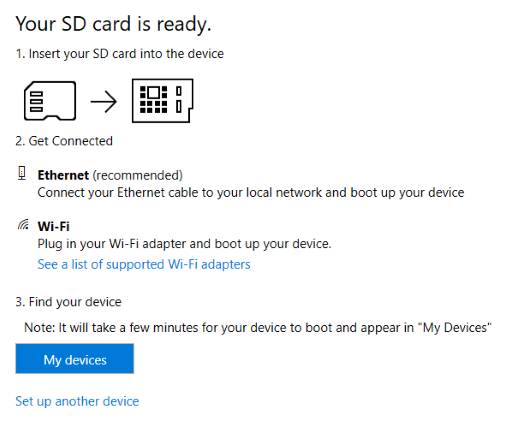 Your SD card is ready.
1. Insert your SD card into the device
2. Get Connected
Ethernet (recommended)
Connect your Ethernet cable to your local network and boot up your device
Wi-Fi
Plug in your Wi-Fi adapter and boot up your device.
See a list of supported Wi-Fi adapters
3. Find your device
Note: It will take a few minutes for your device to boot and appear in "My Devices"
My devices
Set up another device